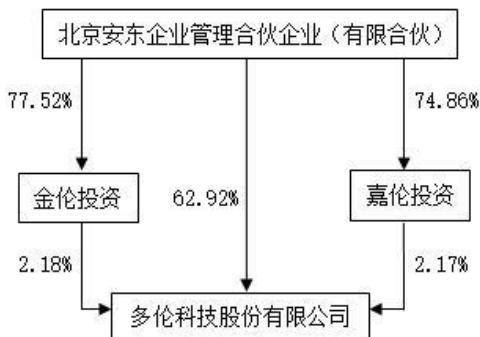 北京安东企业管理合伙企业（有限合伙）
77.52%
74.86%
金伦投资
62.92%
嘉伦投资
2.18%
2.17%
多伦科技股份有限公司